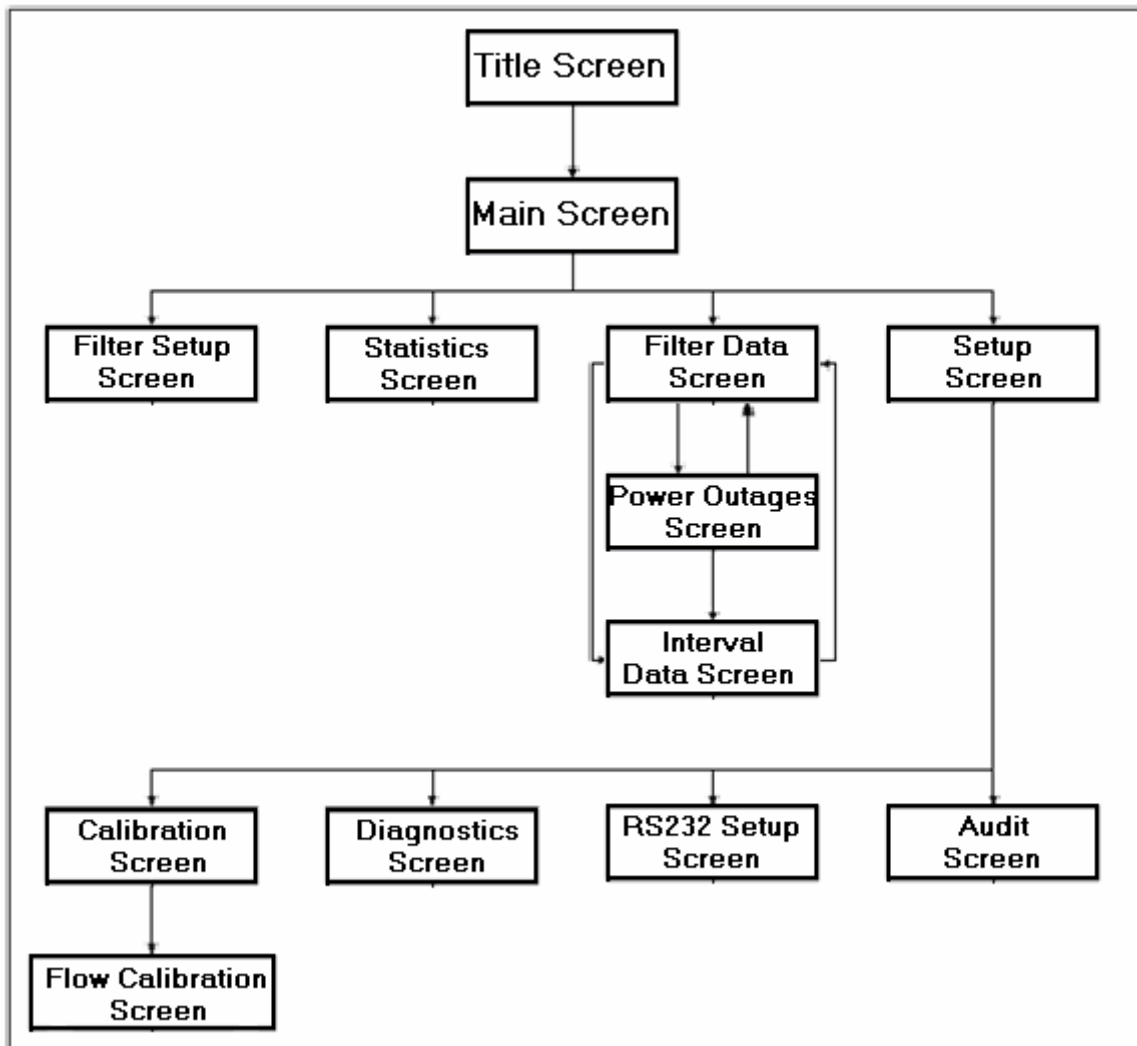 Title Screen
Main Screen
Filter Setup
Screen
Statistics
Screen
Filter Data
Screen
Setup
Screen
Power Outages
Screen
Interval
Data Screen
Calibration
Screen
Diagnostics
Screen
RS232 Setup
Screen
Audit
Screen
Flow Calibration
Screen